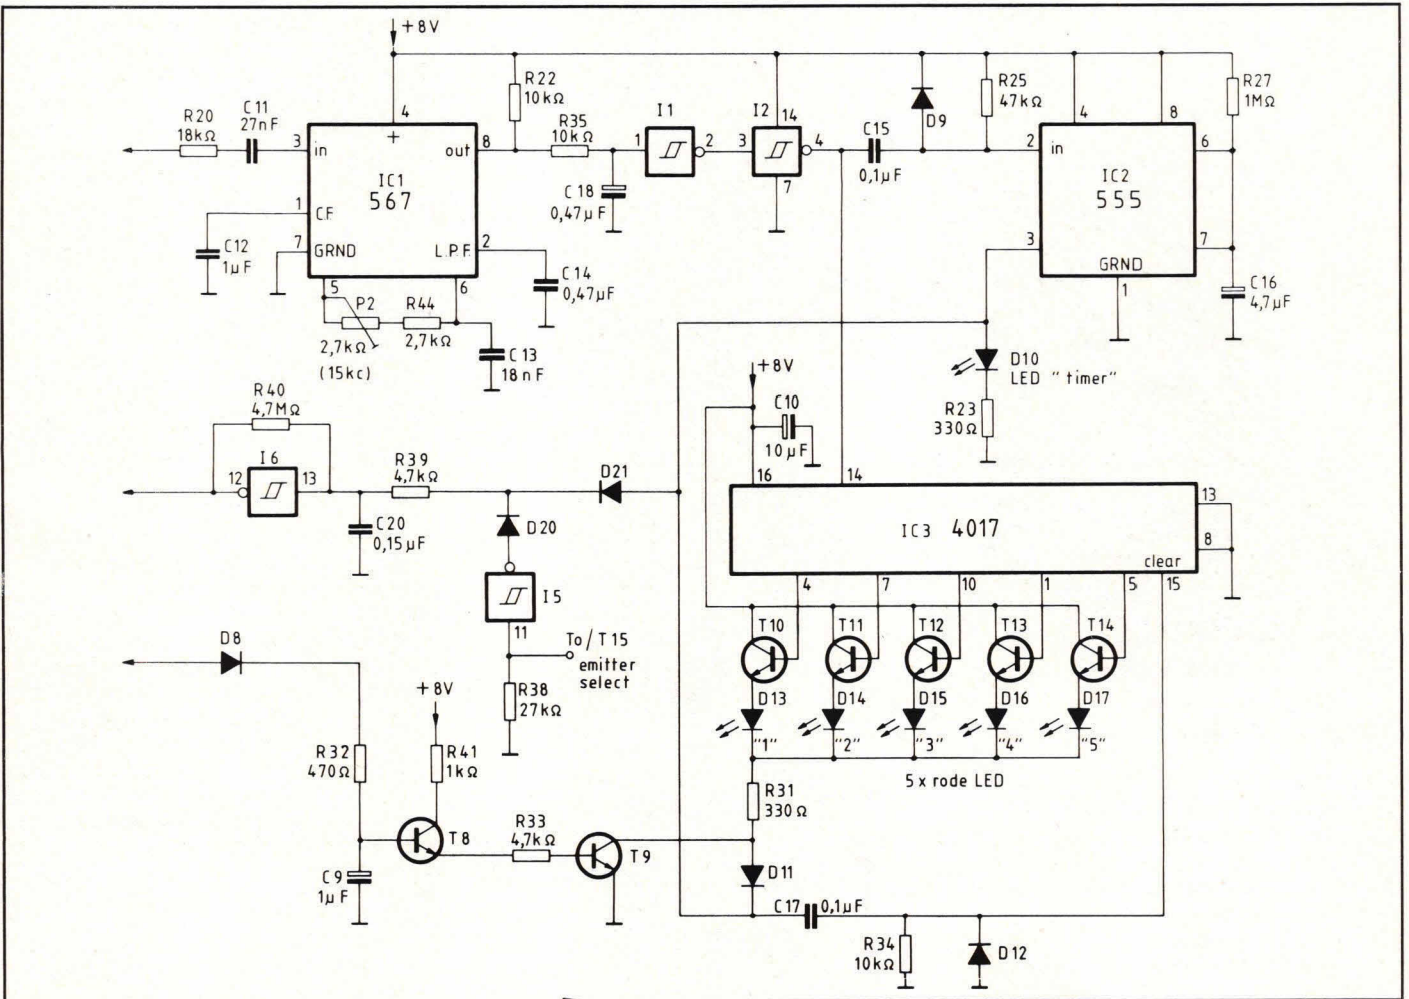 +8V
R22
10kΩ
R25
47kΩ
R27
1MΩ
C11
27nF
R20
18kΩ
4
+
3
in
out
8
IC1
567
1
C.F.
7
GRND
L.P.F.
2
5
6
R35
10kΩ
I1
1
2
I2
14
3
4
7
C18
0,47µF
C15
0,1µF
D9
4
8
2
in
6
IC2
555
3
7
GRND
1
C12
1µF
C14
0,47µF
C16
4,7µF
P2
2,7kΩ
(15kc)
R44
2,7kΩ
C13
18nF
D10
LED "timer"
R23
330Ω
+8V
C10
10µF
R40
4,7MΩ
I6
12
13
R39
4,7kΩ
D21
C20
0,15µF
D20
I5
11
16
14
13
IC3 4017
8
clear
4
7
10
1
5
15
To/T15
emitter
select
R38
27kΩ
D8
+8V
R32
470Ω
R41
1kΩ
T10
T11
T12
T13
T14
D13
D14
D15
D16
D17
"1"
"2"
"3"
"4"
"5"
5 x rode LED
R31
330Ω
T8
R33
4,7kΩ
T9
C9
1µF
D11
C17
0,1µF
R34
10kΩ
D12